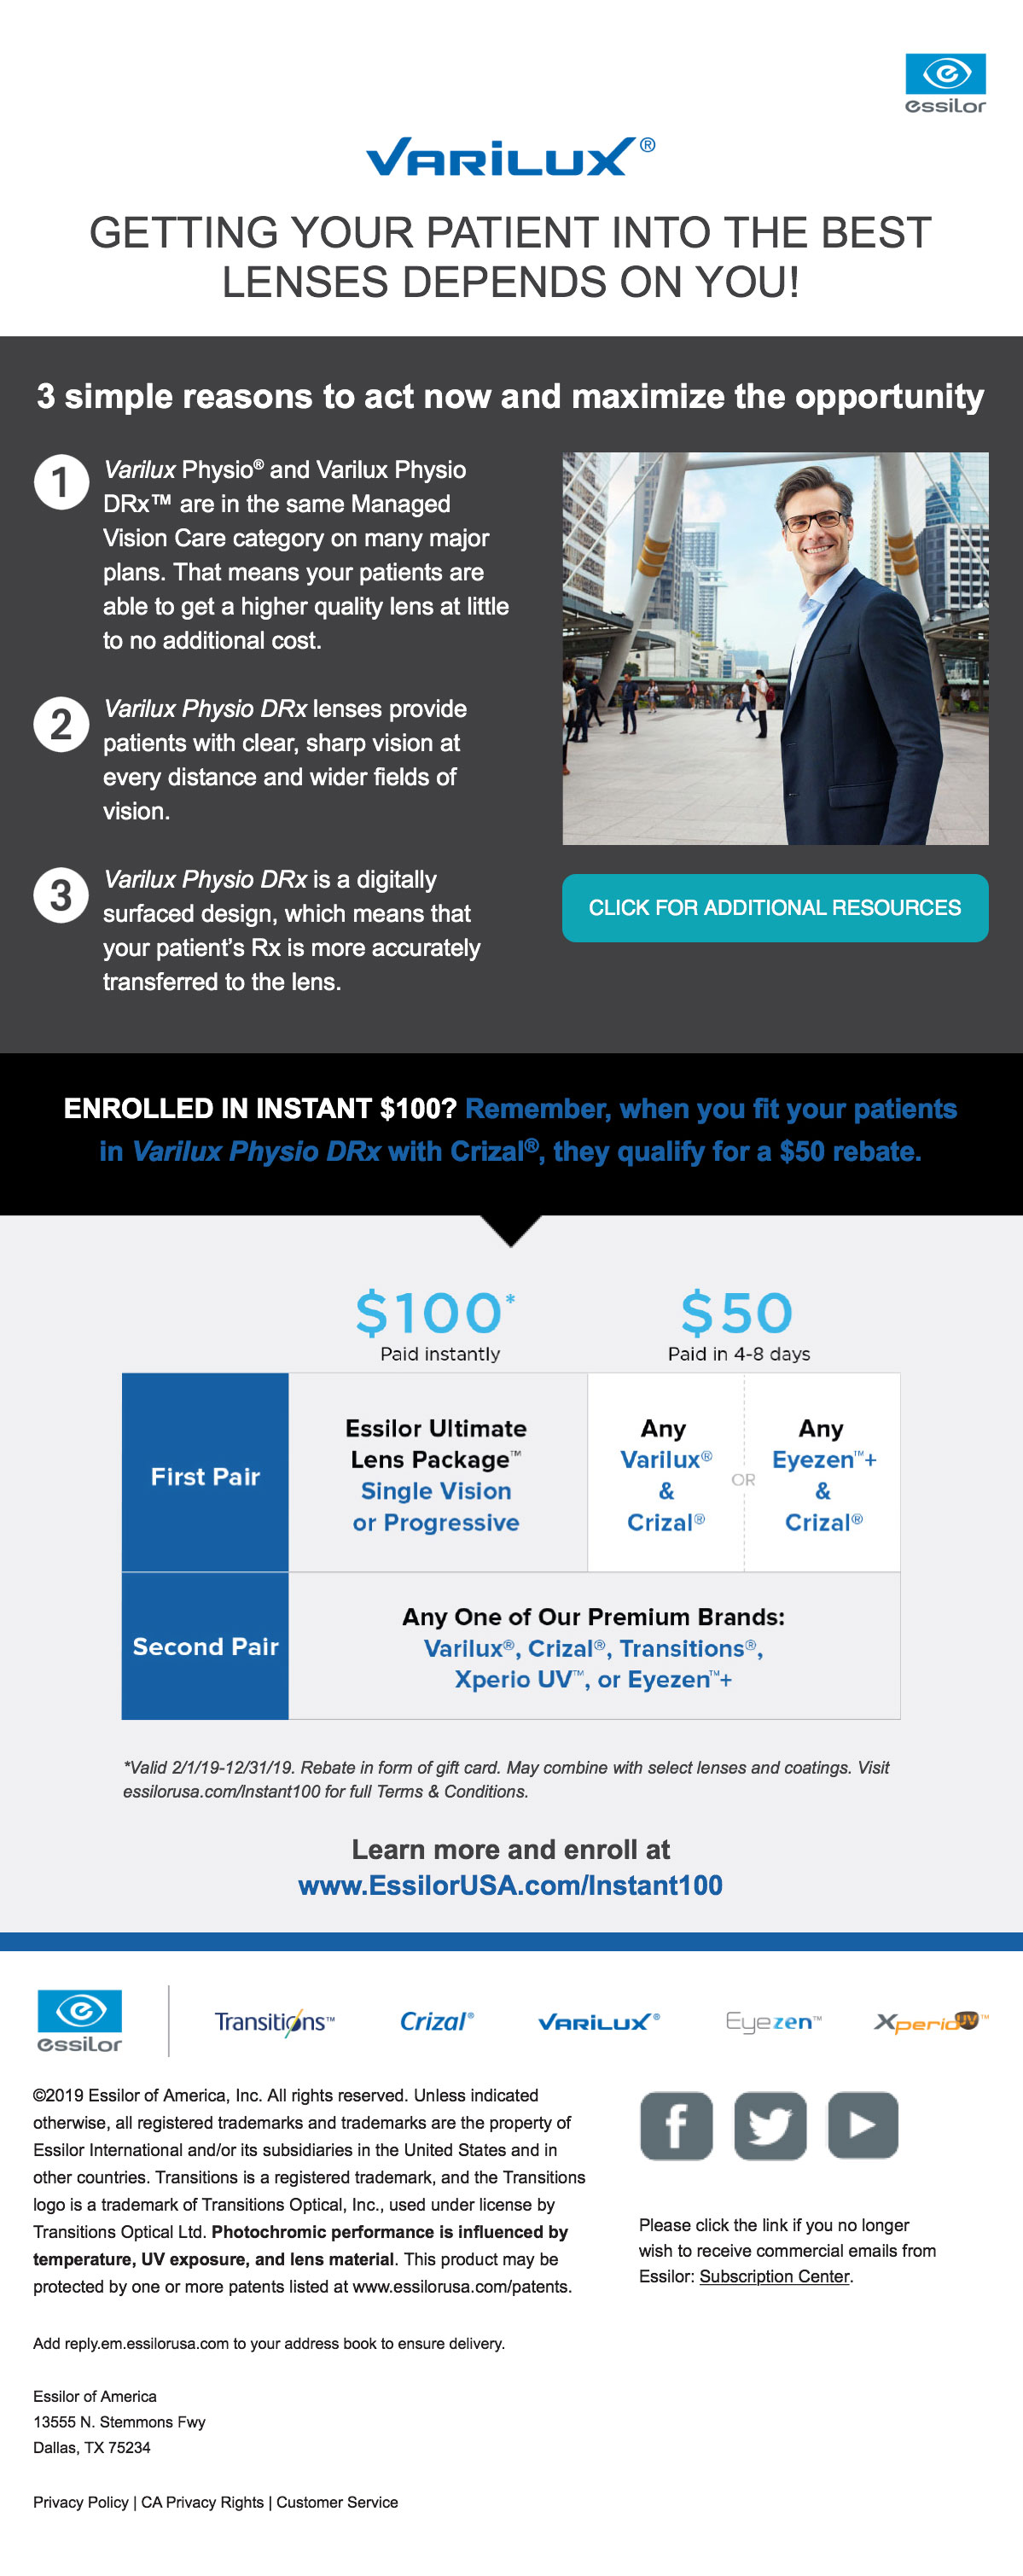 essilor
VARILUX®
GETTING YOUR PATIENT INTO THE BEST
LENSES DEPENDS ON YOU!
3 simple reasons to act now and maximize the opportunity
1
Varilux Physio® and Varilux Physio
DRx™ are in the same Managed
Vision Care category on many major
plans. That means your patients are
able to get a higher quality lens at little
to no additional cost.
2
Varilux Physio DRx lenses provide
patients with clear, sharp vision at
every distance and wider fields of
vision.
3
Varilux Physio DRx is a digitally
surfaced design, which means that
your patient’s Rx is more accurately
transferred to the lens.
CLICK FOR ADDITIONAL RESOURCES
ENROLLED IN INSTANT $100? Remember, when you fit your patients
in Varilux Physio DRx with Crizal®, they qualify for a $50 rebate.
$100*
Paid instantly
$50
Paid in 4-8 days
First Pair
Essilor Ultimate
Lens Package™
Single Vision
or Progressive
Any
Varilux®
&
Crizal®
OR
Any
Eyezen™+
&
Crizal®
Second Pair
Any One of Our Premium Brands:
Varilux®, Crizal®, Transitions®,
Xperio UV™, or Eyezen™+
*Valid 2/1/19-12/31/19. Rebate in form of gift card. May combine with select lenses and coatings. Visit
essilorusa.com/Instant100 for full Terms & Conditions.
Learn more and enroll at
www.EssilorUSA.com/Instant100
essilor
Transitions™
Crizal®
VARILUX®
Eyezen™
XperioUV™
©2019 Essilor of America, Inc. All rights reserved. Unless indicated
otherwise, all registered trademarks and trademarks are the property of
Essilor International and/or its subsidiaries in the United States and in
other countries. Transitions is a registered trademark, and the Transitions
logo is a trademark of Transitions Optical, Inc., used under license by
Transitions Optical Ltd. Photochromic performance is influenced by
temperature, UV exposure, and lens material. This product may be
protected by one or more patents listed at www.essilorusa.com/patents.
Please click the link if you no longer
wish to receive commercial emails from
Essilor: Subscription Center.
Add reply.em.essilorusa.com to your address book to ensure delivery.
Essilor of America
13555 N. Stemmons Fwy
Dallas, TX 75234
Privacy Policy | CA Privacy Rights | Customer Service